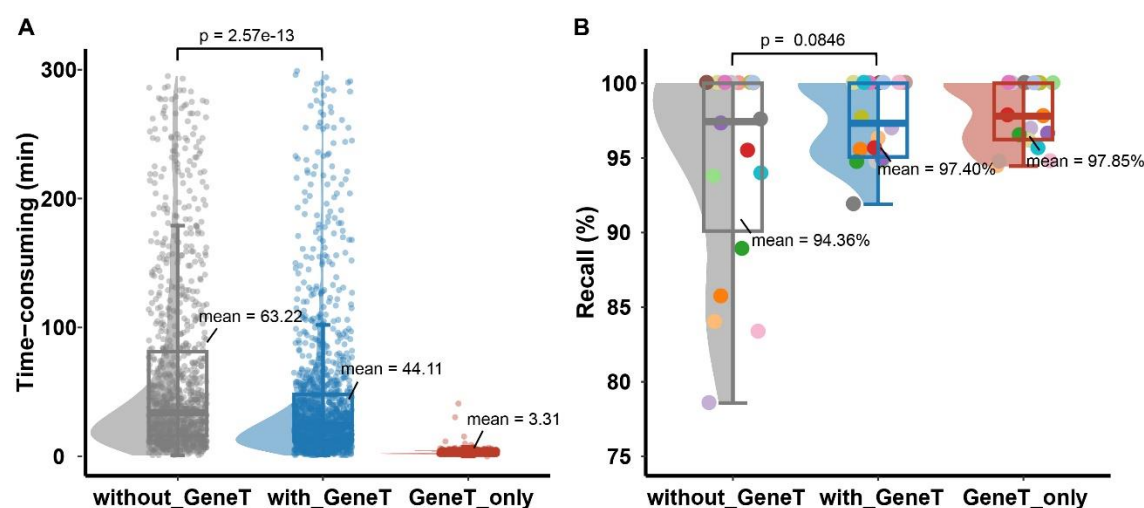 A
p = 2.57e-13
Time-consuming (min)
300
200
100
0
mean = 63.22
mean = 44.11
mean = 3.31
without_GeneT
with_GeneT
GeneT_only
B
p = 0.0846
Recall (%)
100
95
90
85
80
75
mean = 94.36%
mean = 97.40%
mean = 97.85%
without_GeneT
with_GeneT
GeneT_only